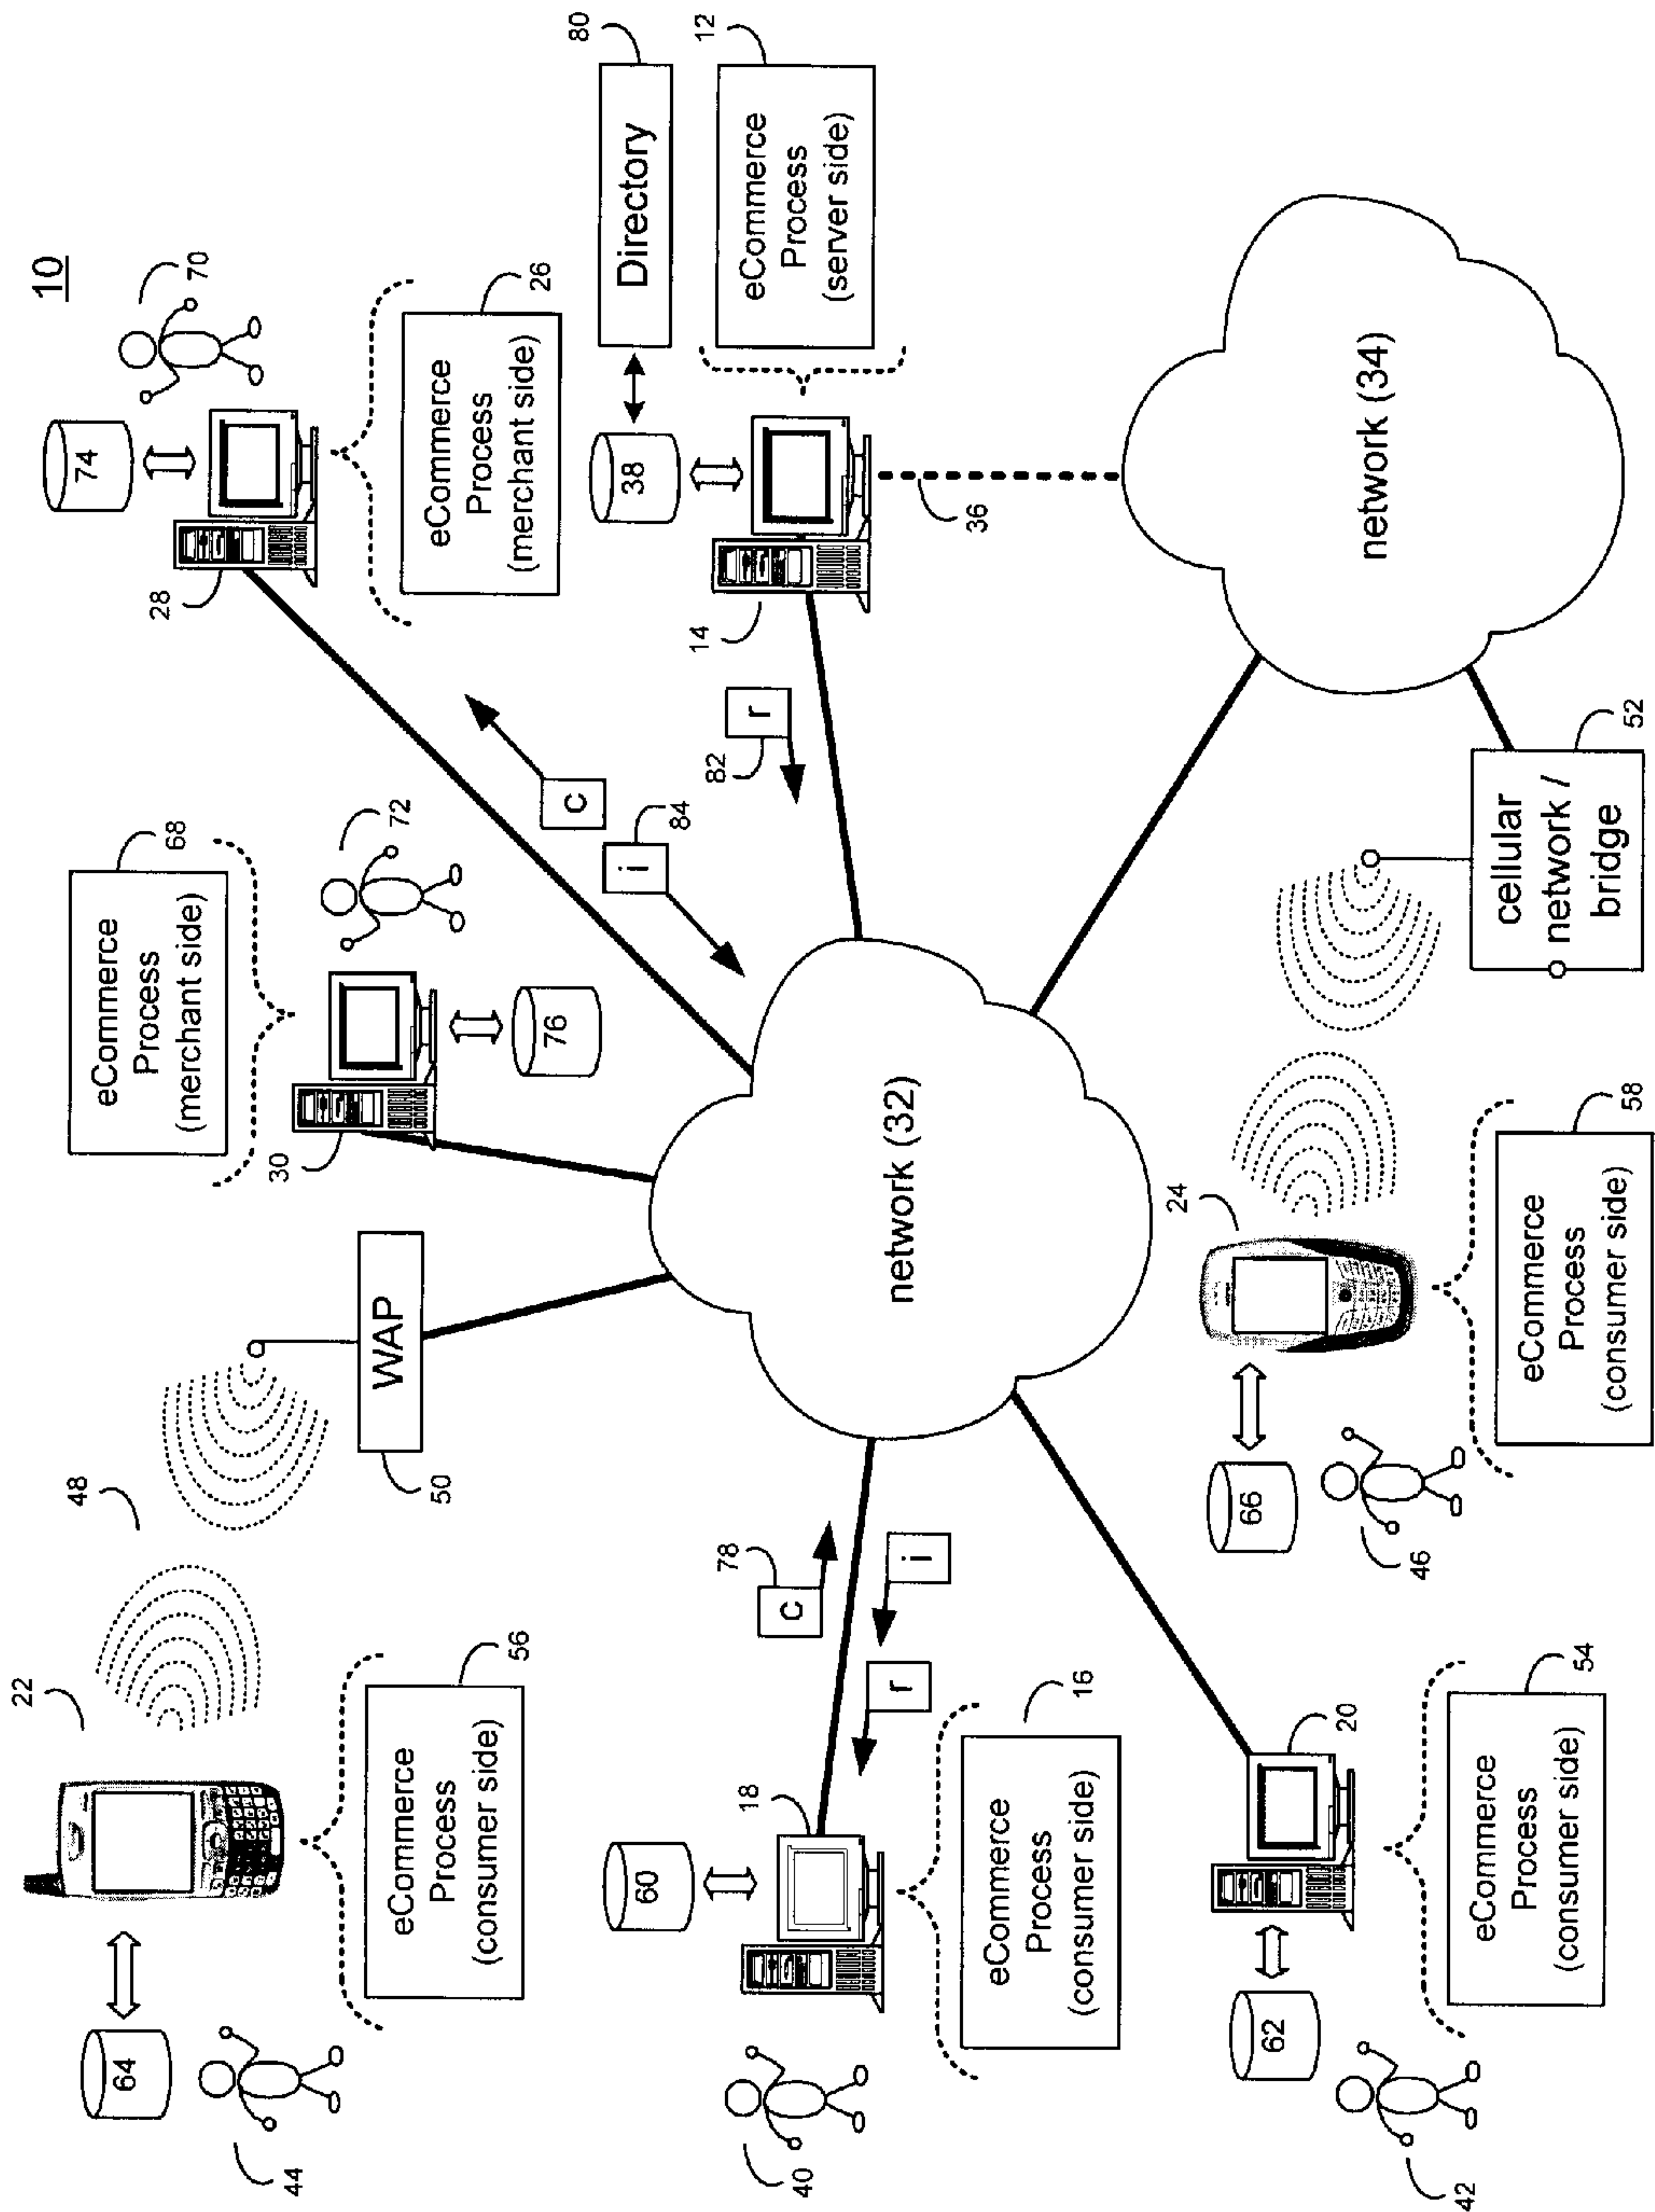 10
22
64
44
eCommerce
Process
(consumer side)
56
48
WAP
50
eCommerce
Process
(merchant side)
68
30
72
76
74
70
28
eCommerce
Process
(merchant side)
26
60
18
40
eCommerce
Process
(consumer side)
16
c
78
r
i
c
i
84
r
82
38
Directory
80
14
eCommerce
Process
(server side)
12
36
network (32)
network (34)
62
20
42
eCommerce
Process
(consumer side)
54
66
24
46
eCommerce
Process
(consumer side)
58
cellular
network /
bridge
52